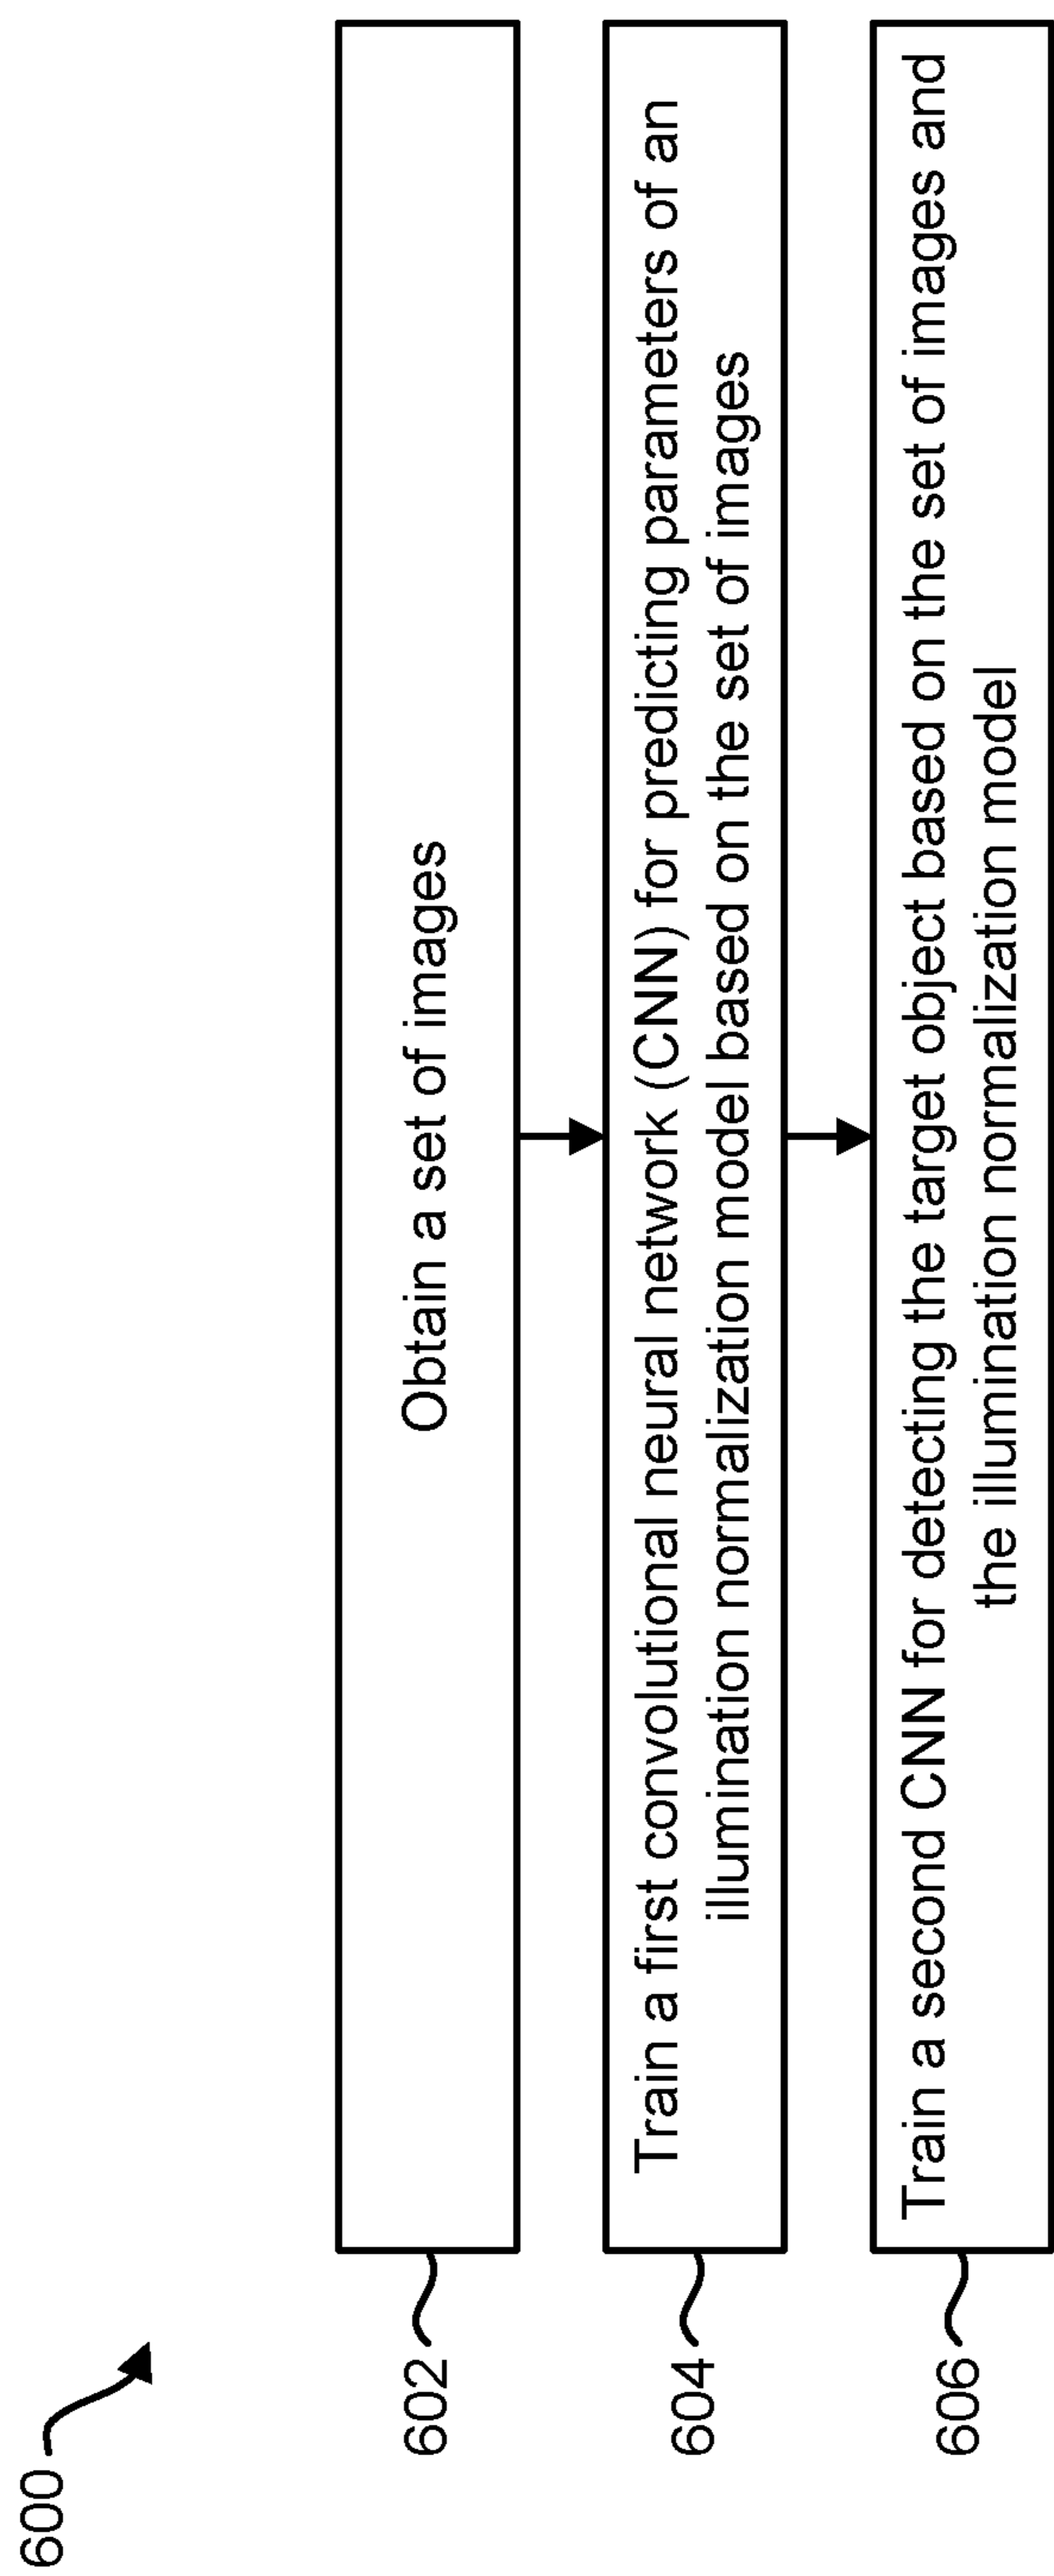 600
602
Obtain a set of images
604
Train a first convolutional neural network (CNN) for predicting parameters of an
illumination normalization model based on the set of images
606
Train a second CNN for detecting the target object based on the set of images and
the illumination normalization model